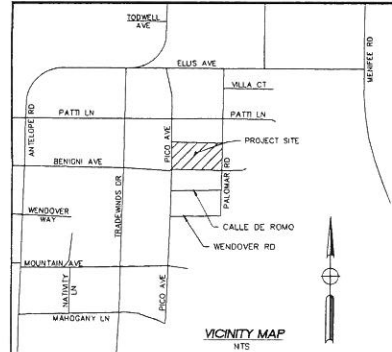 TODWELL
AVE
ELLIS AVE
MENIFEE RD
VILLA CT
ANTELOPE RD
PATTI LN
PATTI LN
PICO AVE
PROJECT SITE
BENIGNI AVE
TRADEWINDS DR
PALOMAR RD
WENDOVER
WAY
CALLE DE ROMO
WENDOVER RD
MOUNTAIN AVE
NATIVITY
LN
PICO AVE
MAHOGANY LN
VICINITY MAP
NTS